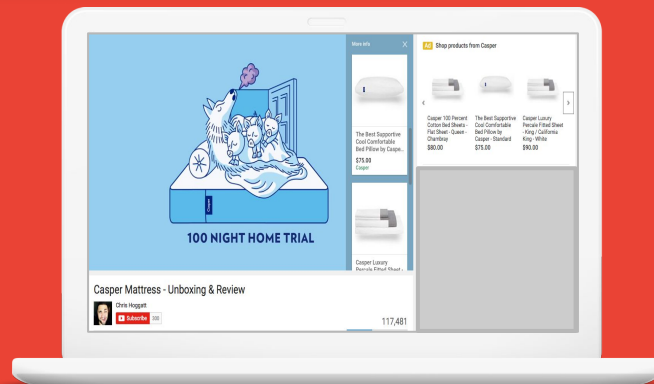 More info X
Ad Shop products from Casper
Casper 100 Percent
Cotton Bed Sheets -
Flat Sheet - Queen -
Chambray
$80.00
The Best Supportive
Cool Comfortable
Bed Pillow by
Casper - Standard
$75.00
Casper Luxury
Percale Fitted Sheet
- King / California
King - White
$90.00
The Best Supportive
Cool Comfortable
Bed Pillow by Caspe..
$75.00
Casper
Casper Luxury
Percale Fitted Sheet -
Casper
100 NIGHT HOME TRIAL
Casper Mattress - Unboxing & Review
Chris Hoggatt
Subscribe 200
117,481